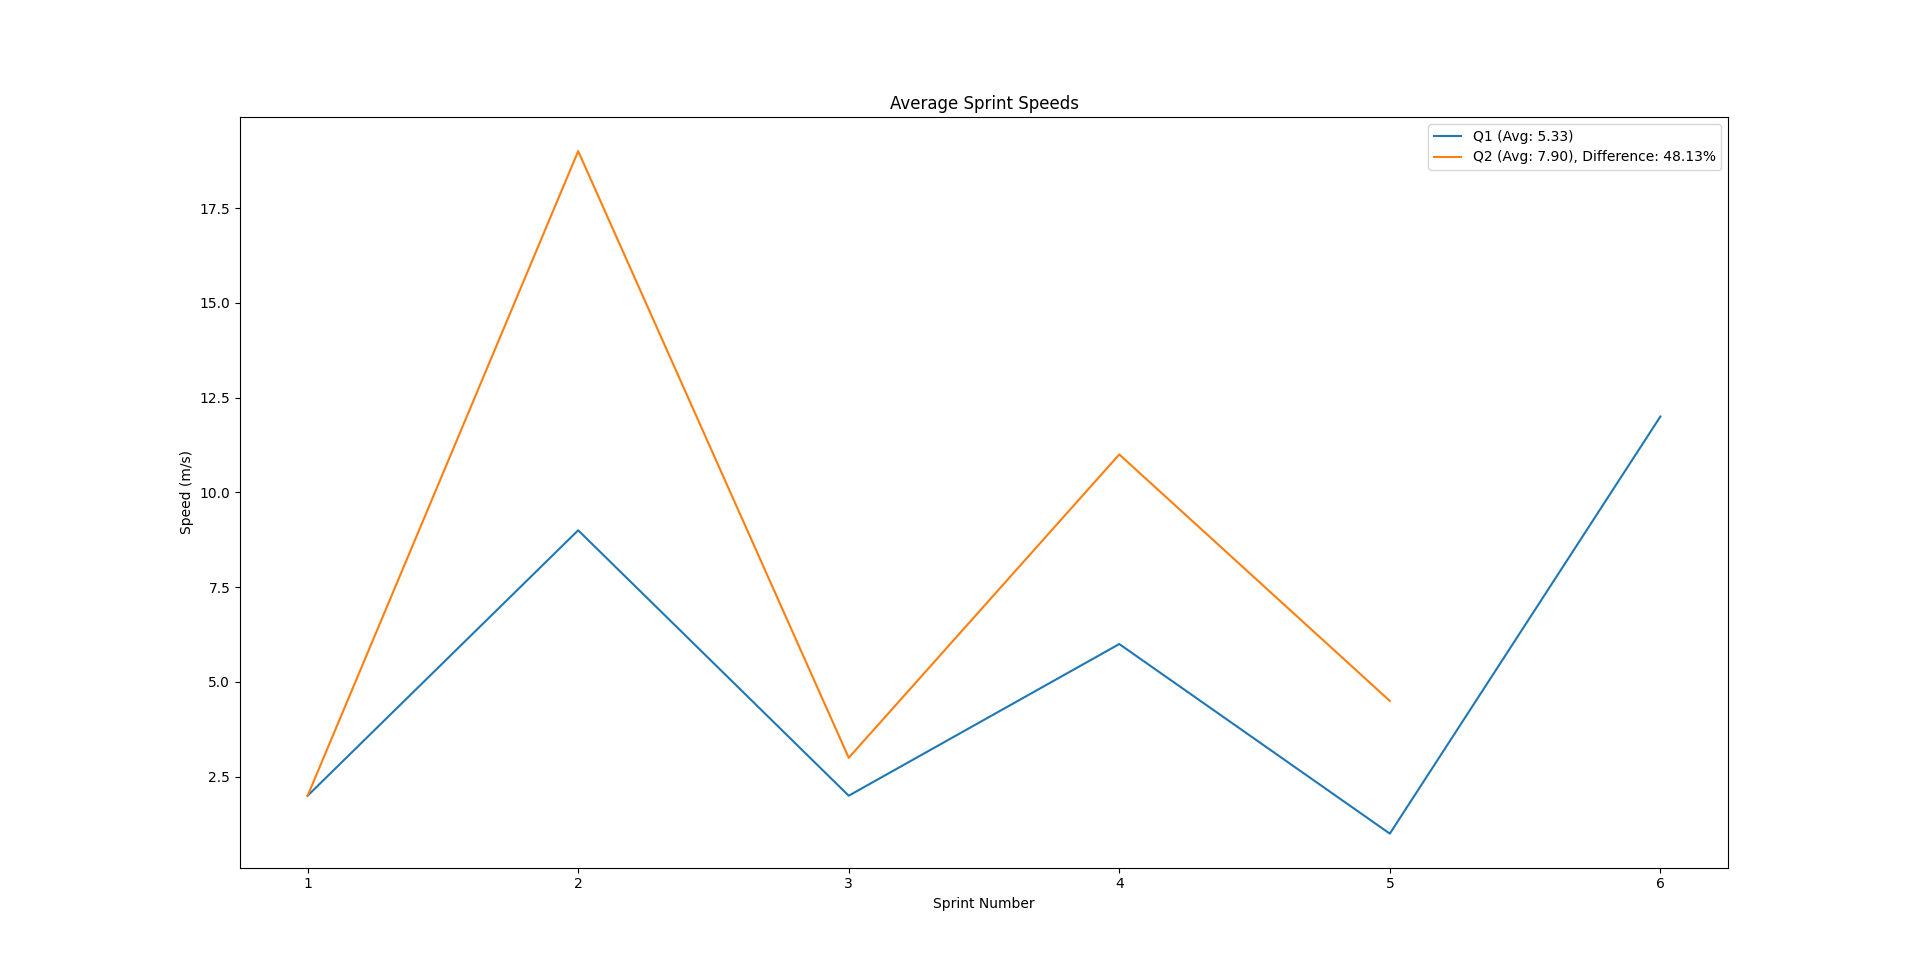 Average Sprint Speeds
Q1 (Avg: 5.33)
Q2 (Avg: 7.90), Difference: 48.13%
17.5
15.0
12.5
10.0
7.5
5.0
2.5
Speed (m/s)
1 2 3 4 5 6
Sprint Number